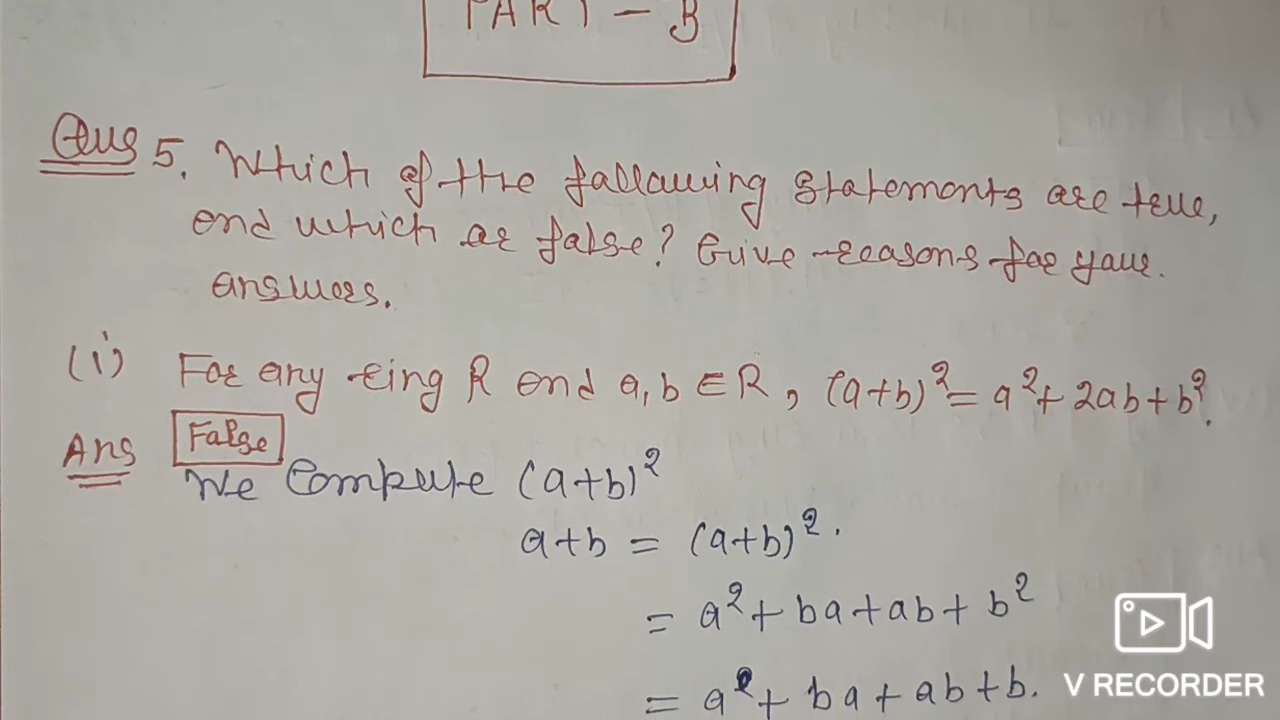 PART - B
Qus 5. Which of the following statements are true,
and which ar false? Give reasons for your.
answers.
(i) For any ring R and a, b ∈ R, (a+b)² = a² + 2ab + b².
Ans False
We Compute (a+b)²
a+b = (a+b)².
= a² + ba + ab + b²
= a² + ba + ab + b.
V RECORDER